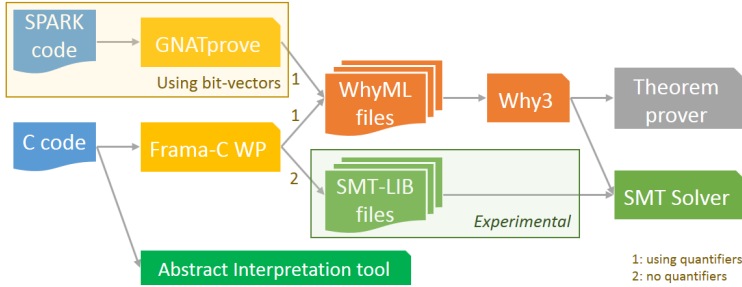 SPARK
code
GNATprove
Using bit-vectors
1
WhyML
files
Why3
Theorem
prover
C code
Frama-C WP
1
2
SMT-LIB
files
Experimental
SMT Solver
Abstract Interpretation tool
1: using quantifiers
2: no quantifiers